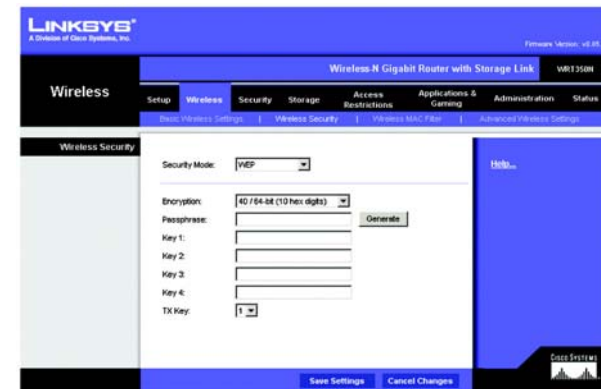 LINKSYS®
A Division of Cisco Systems, Inc.
Firmware Version:
Wireless-N Gigabit Router with Storage Link WRT350N
Wireless
Setup Wireless Security Storage Access Restrictions Applications & Gaming Administration Status
Basic Wireless Settings | Wireless Security | Wireless MAC Filter | Advanced Wireless Settings
Wireless Security
Security Mode: WEP
Help...
Encryption: 40 / 64-bit (10 hex digits)
Passphrase: Generate
Key 1:
Key 2:
Key 3:
Key 4:
TX Key: 1
CISCO SYSTEMS
Save Settings Cancel Changes